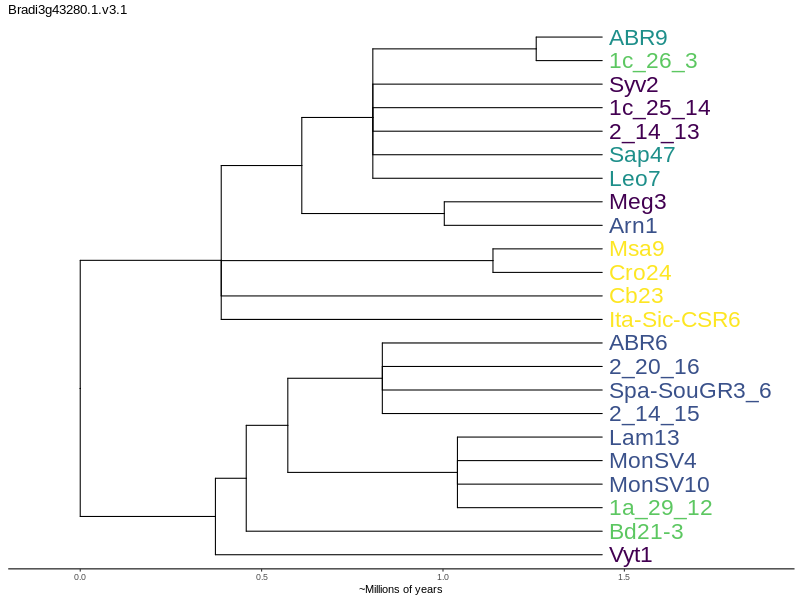 Bradi3g43280.1.v3.1
ABR9
1c_26_3
Syv2
1c_25_14
2_14_13
Sap47
Leo7
Meg3
Arn1
Msa9
Cro24
Cb23
Ita-Sic-CSR6
ABR6
2_20_16
Spa-SouGR3_6
2_14_15
Lam13
MonSV4
MonSV10
1a_29_12
Bd21-3
Vyt1
0.0 0.5 1.0 1.5
~Millions of years